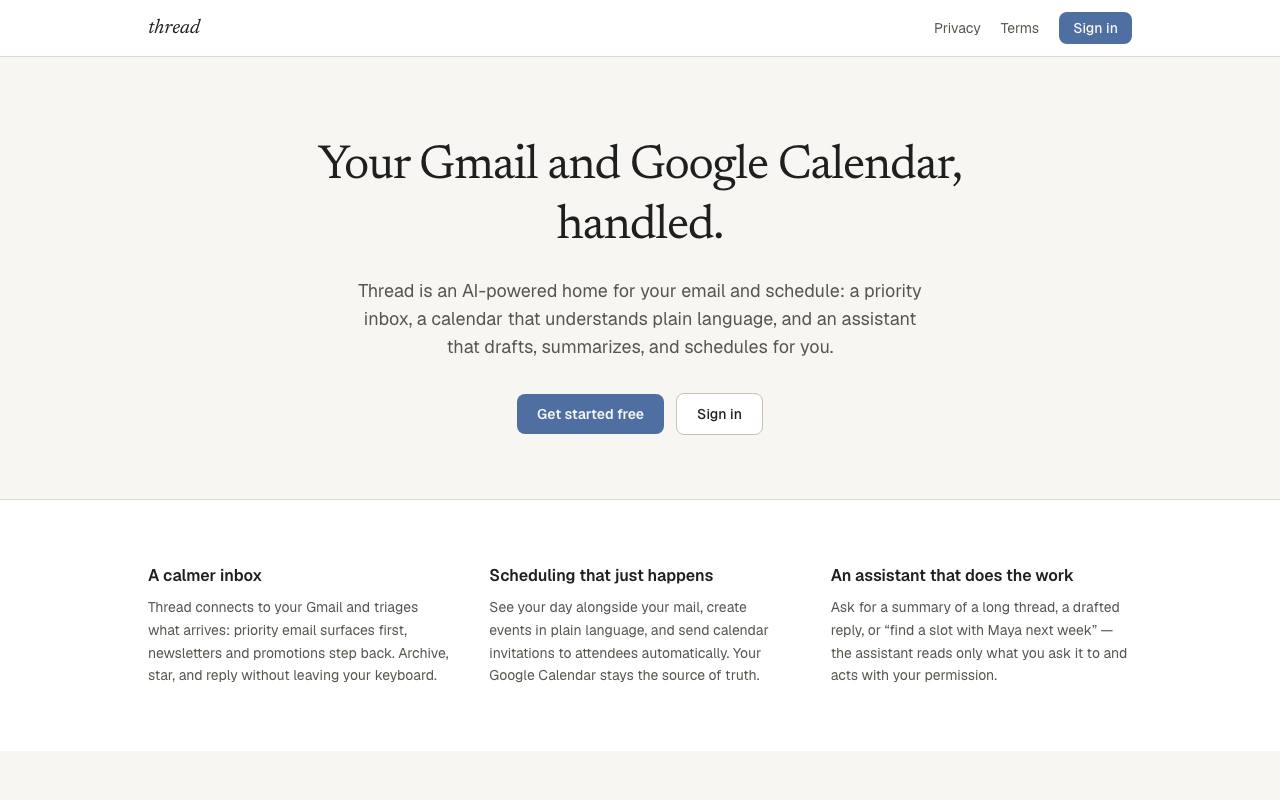 thread
Privacy
Terms
Sign in
Your Gmail and Google Calendar,
handled.
Thread is an AI-powered home for your email and schedule: a priority
inbox, a calendar that understands plain language, and an assistant
that drafts, summarizes, and schedules for you.
Get started free
Sign in
A calmer inbox
Thread connects to your Gmail and triages
what arrives: priority email surfaces first,
newsletters and promotions step back. Archive,
star, and reply without leaving your keyboard.
Scheduling that just happens
See your day alongside your mail, create
events in plain language, and send calendar
invitations to attendees automatically. Your
Google Calendar stays the source of truth.
An assistant that does the work
Ask for a summary of a long thread, a drafted
reply, or “find a slot with Maya next week” —
the assistant reads only what you ask it to and
acts with your permission.